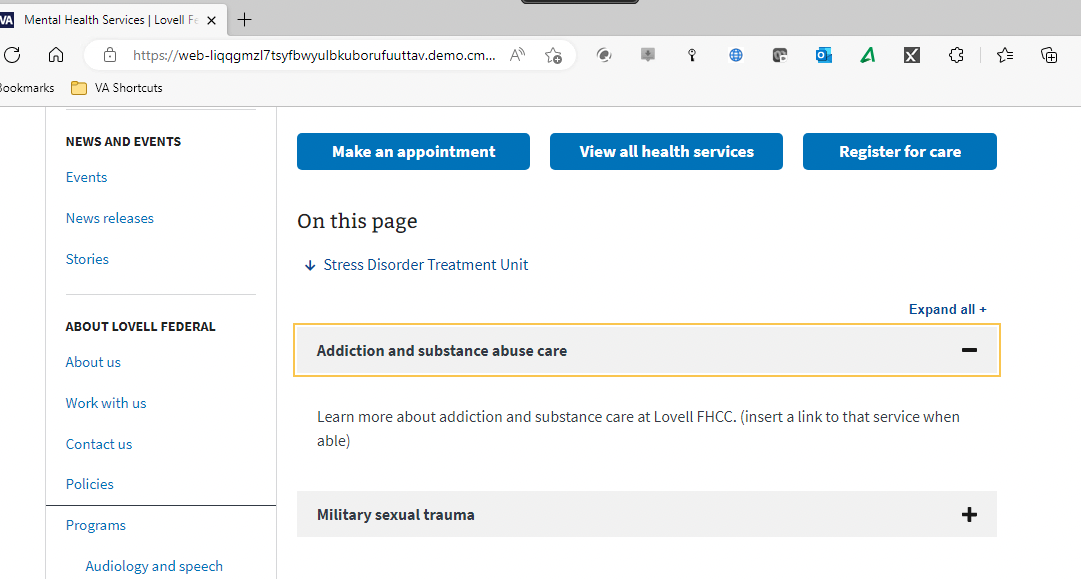 VA Mental Health Services | Lovell Fe
https://web-liqqgmzl7tsyfbwyulbkuborufuuttav.demo.cm...
Bookmarks VA Shortcuts
NEWS AND EVENTS
Events
News releases
Stories
ABOUT LOVELL FEDERAL
About us
Work with us
Contact us
Policies
Programs
Audiology and speech
Make an appointment View all health services Register for care
On this page
Stress Disorder Treatment Unit
Expand all +
Addiction and substance abuse care
Learn more about addiction and substance care at Lovell FHCC. (insert a link to that service when
able)
Military sexual trauma